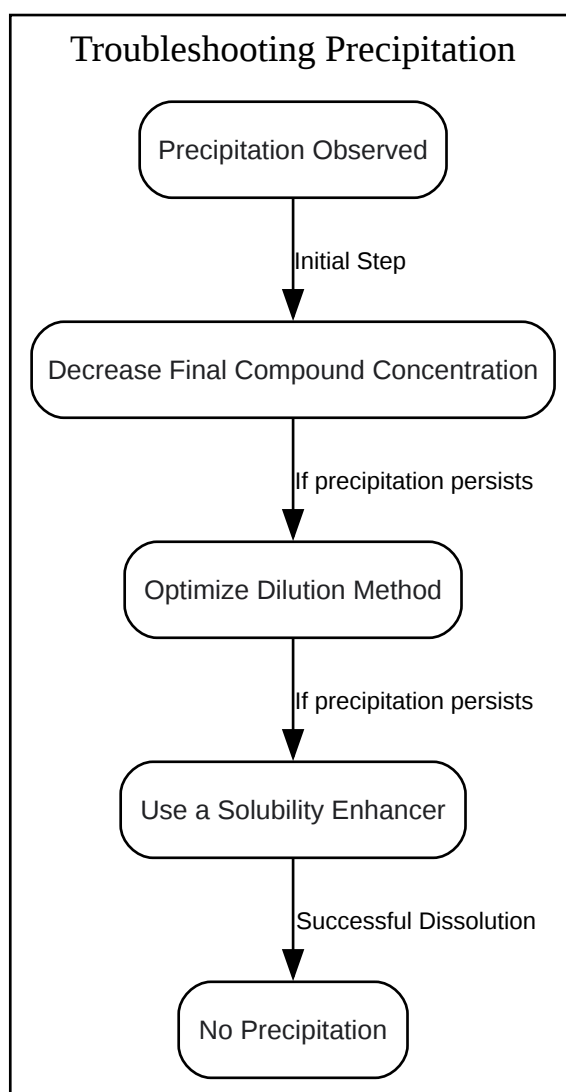 Troubleshooting Precipitation
Precipitation Observed
Initial Step
Decrease Final Compound Concentration
If precipitation persists
Optimize Dilution Method
If precipitation persists
Use a Solubility Enhancer
Successful Dissolution
No Precipitation